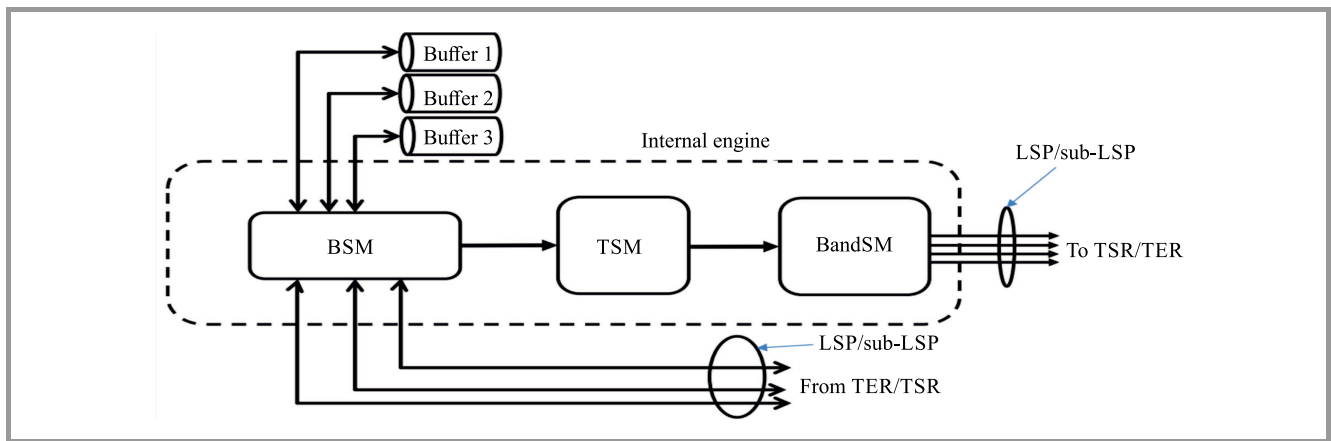 Buffer 1
Buffer 2
Buffer 3
Internal engine
LSP/sub-LSP
BSM
TSM
BandSM
To TSR/TER
LSP/sub-LSP
From TER/TSR